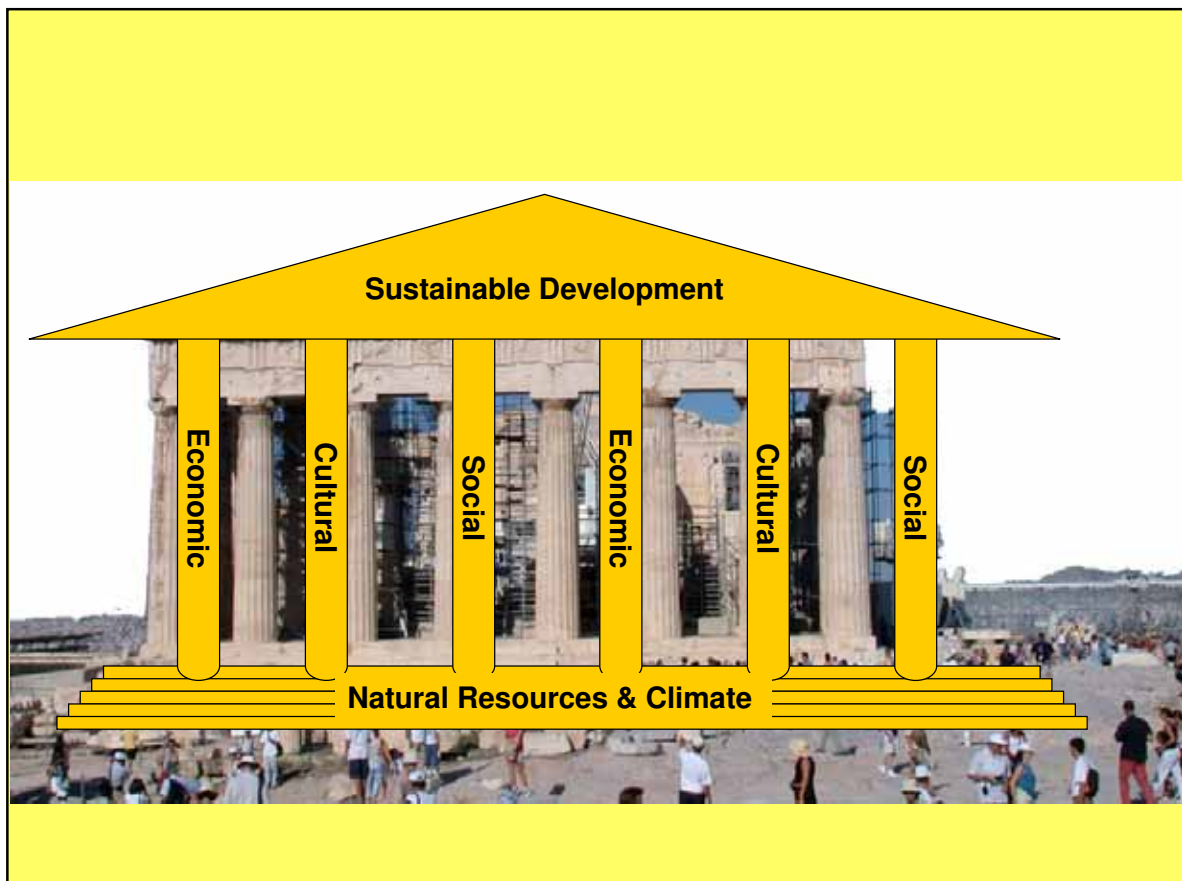 Sustainable Development
Economic
Cultural
Social
Economic
Cultural
Social
Natural Resources & Climate